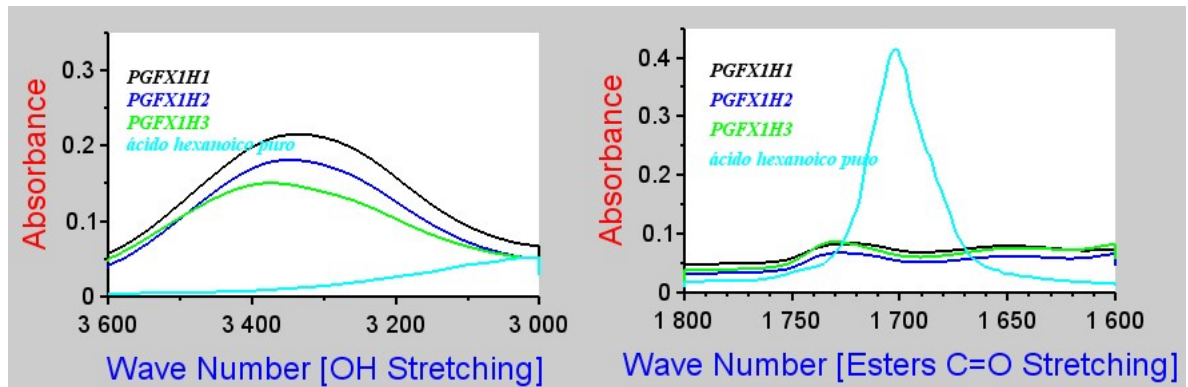 Absorbance
0.3
0.2
0.1
0
PGFX1H1
PGFX1H2
PGFX1H3
ácido hexanoico puro
3 600
3 400
3 200
3 000
Wave Number [OH Stretching]
Absorbance
0.4
0.3
0.2
0.1
0
PGFX1H1
PGFX1H2
PGFX1H3
ácido hexanoico puro
1 800
1 750
1 700
1 650
1 600
Wave Number [Esters C=O Stretching]